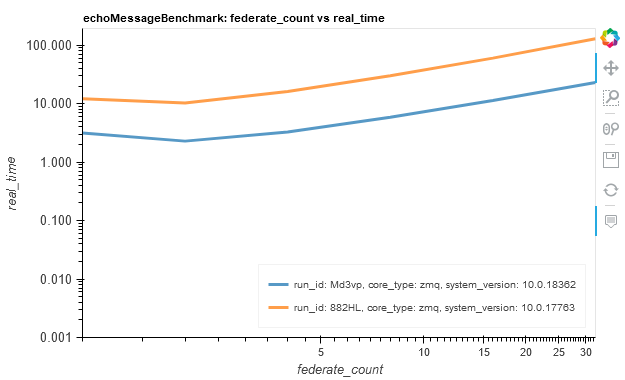 echoMessageBenchmark: federate_count vs real_time
100.000
10.000
1.000
0.100
0.010
0.001
real_time
run_id: Md3vp, core_type: zmq, system_version: 10.0.18362
run_id: 882HL, core_type: zmq, system_version: 10.0.17763
5 10 15 20 25 30
federate_count